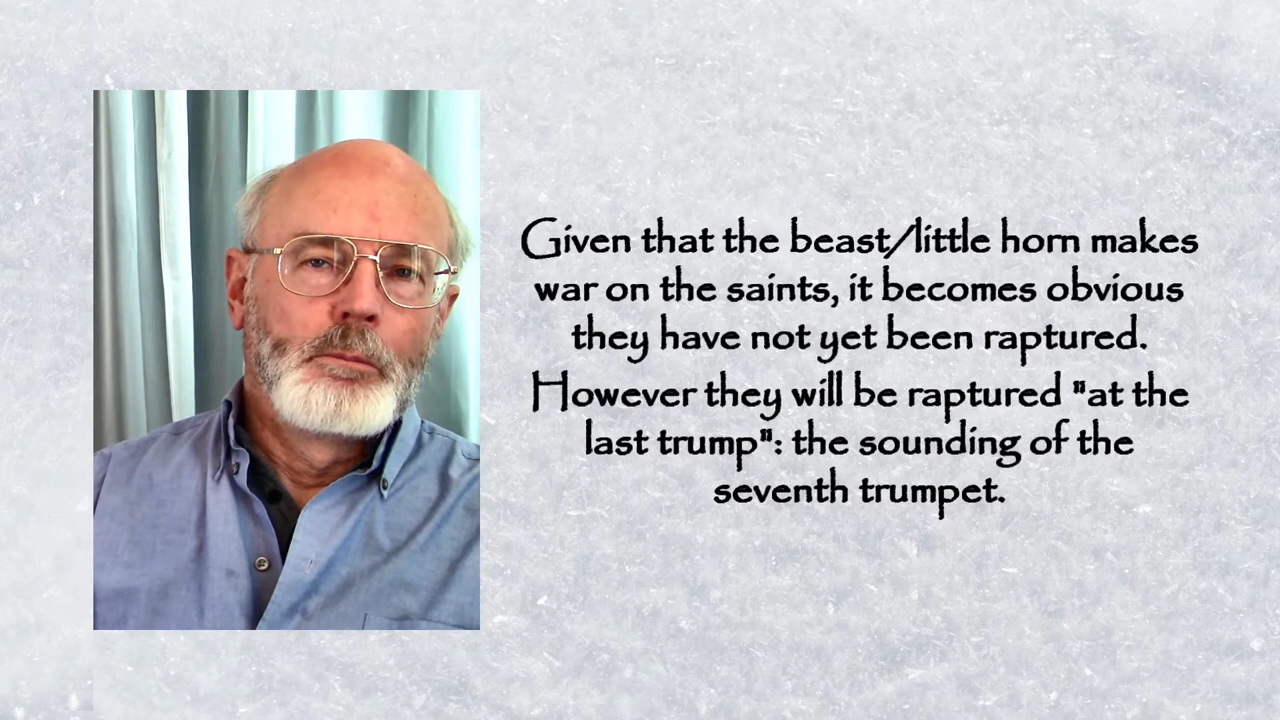 Given that the beast/little horn makes
war on the saints, it becomes obvious
they have not yet been raptured.
However they will be raptured "at the
last trump": the sounding of the
seventh trumpet.